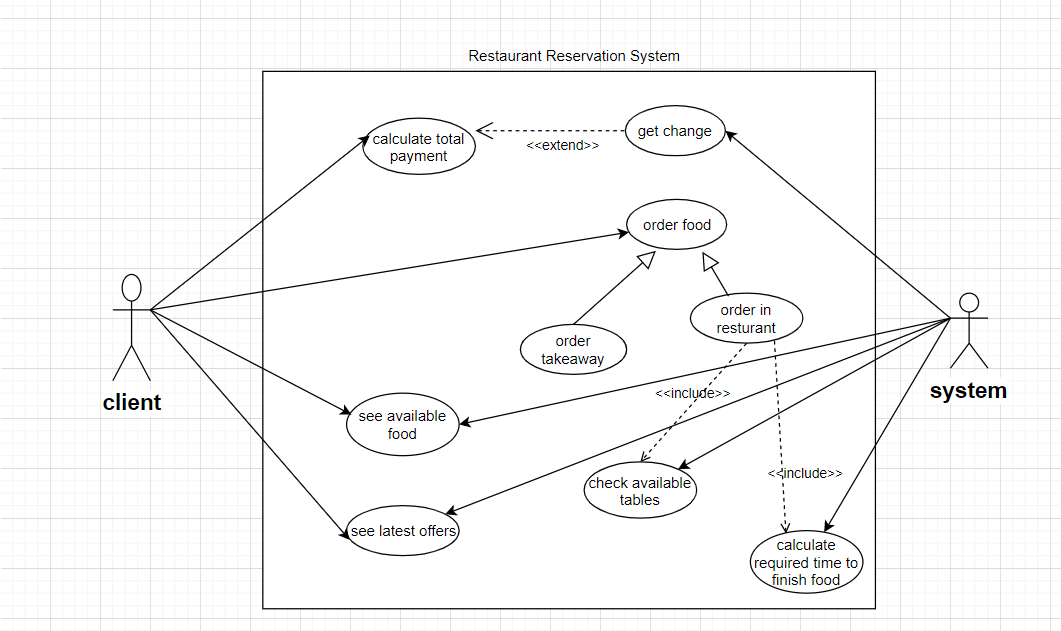 Restaurant Reservation System
calculate total
payment
<<extend>>
get change
order food
order in
resturant
order
takeaway
client
system
<<include>>
see available
food
<<include>>
check available
tables
see latest offers
calculate
required time to
finish food